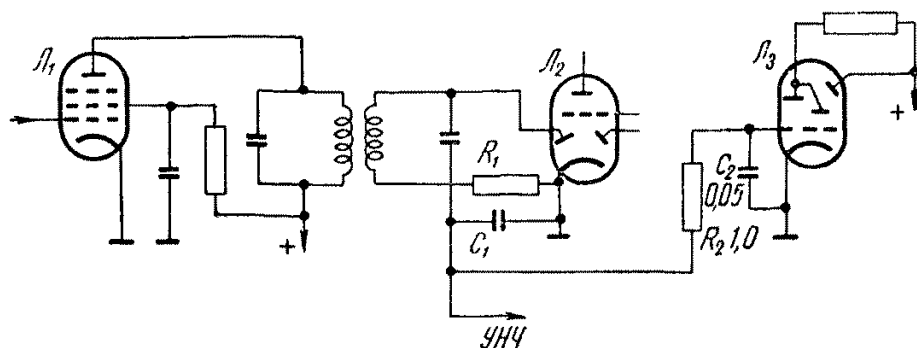 Л₁
Л₂
Л₃
+
R₁
C₁
C₂
0,05
R₂ 1,0
+
+
УНЧ